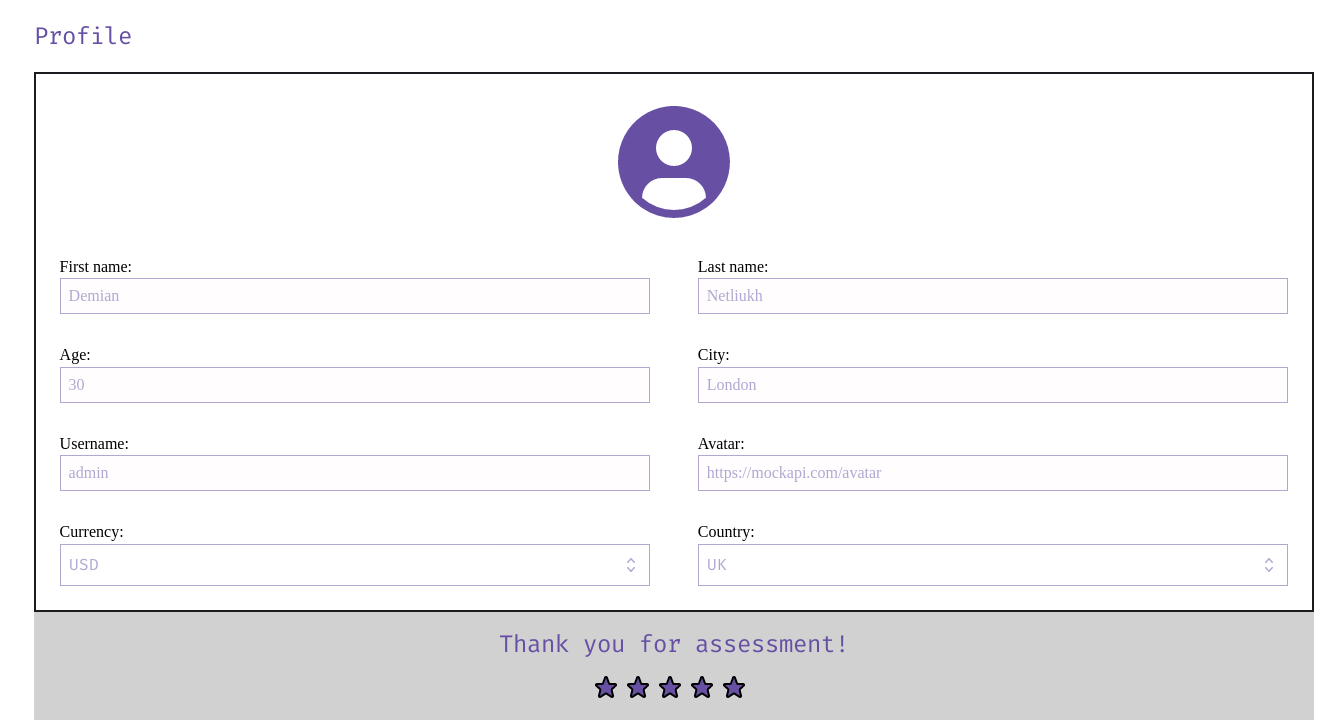 Profile
First name:
Last name:
Demian
Netliukh
Age:
City:
30
London
Username:
Avatar:
admin
https://mockapi.com/avatar
Currency:
Country:
USD
UK
Thank you for assessment!